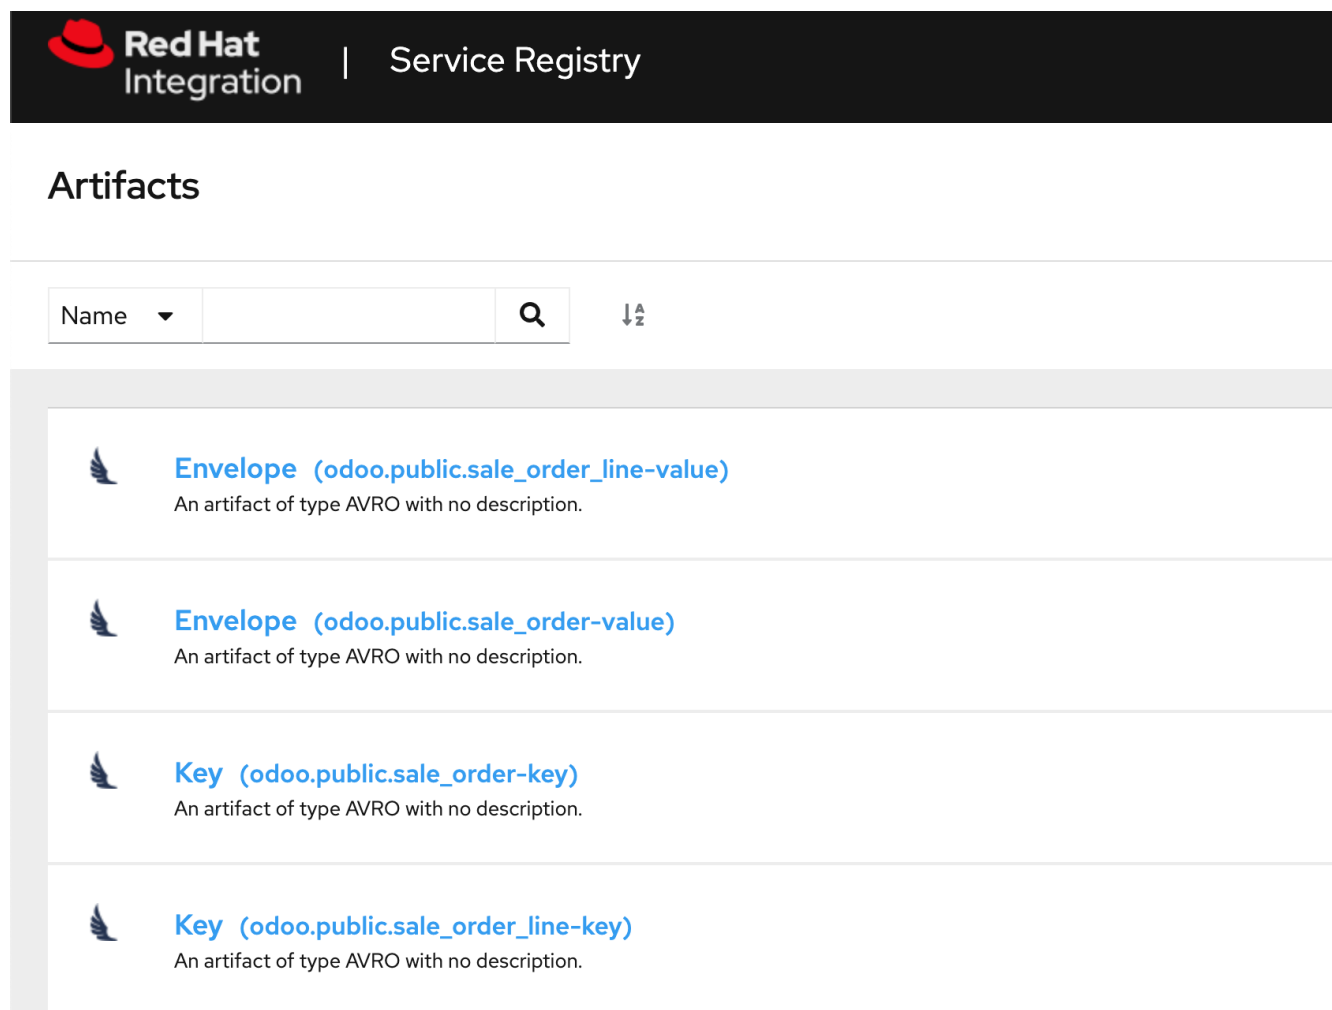 Red Hat
Integration
| Service Registry
Artifacts
Name
A
Z
Envelope (odoo.public.sale_order_line-value)
An artifact of type AVRO with no description.
Envelope (odoo.public.sale_order-value)
An artifact of type AVRO with no description.
Key (odoo.public.sale_order-key)
An artifact of type AVRO with no description.
Key (odoo.public.sale_order_line-key)
An artifact of type AVRO with no description.